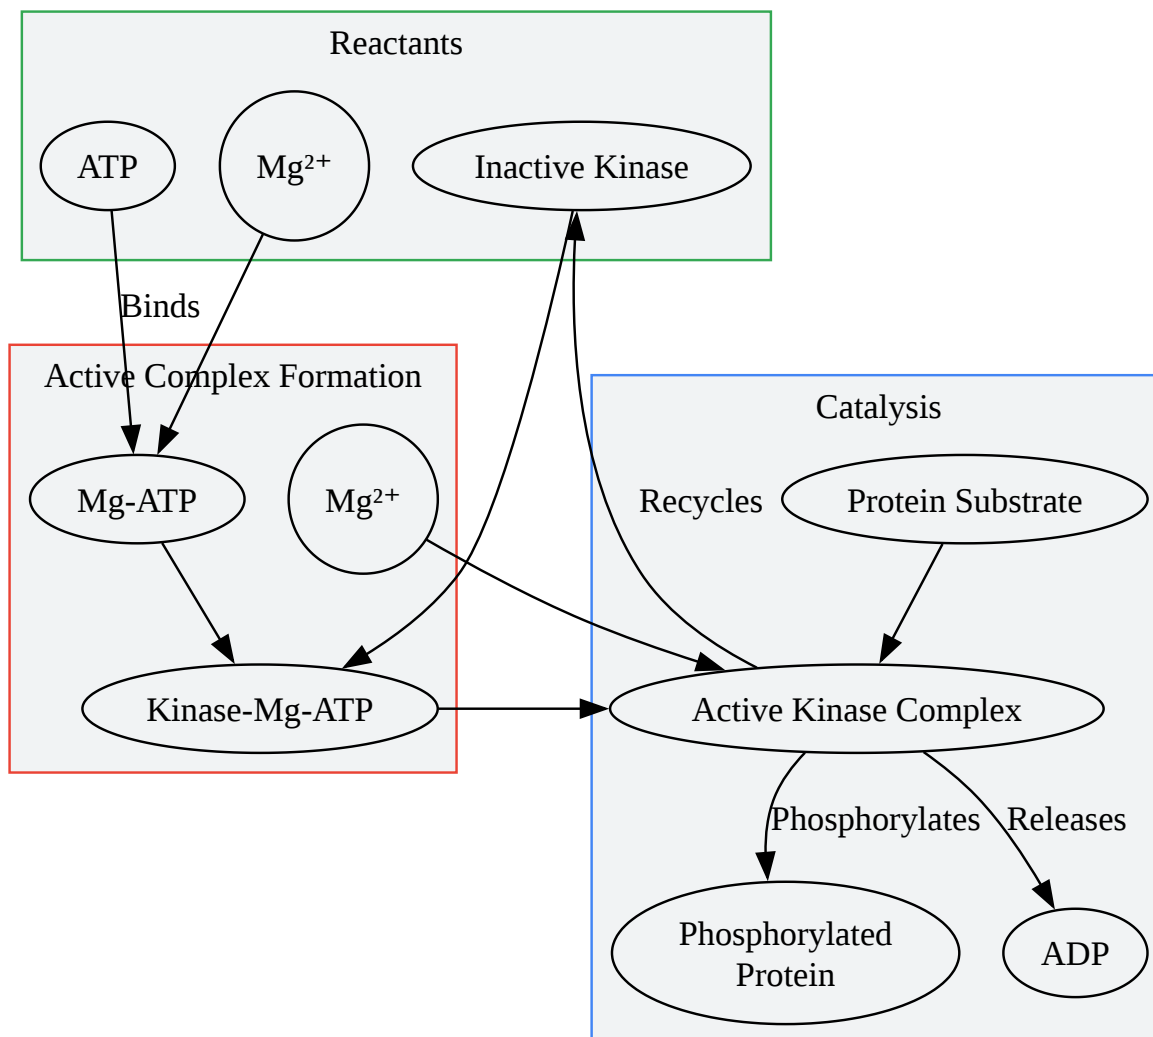 Reactants
ATP
Mg²⁺
Inactive Kinase
Binds
Active Complex Formation
Catalysis
Mg-ATP
Mg²⁺
Recycles
Protein Substrate
Kinase-Mg-ATP
Active Kinase Complex
Phosphorylates
Releases
Phosphorylated
Protein
ADP